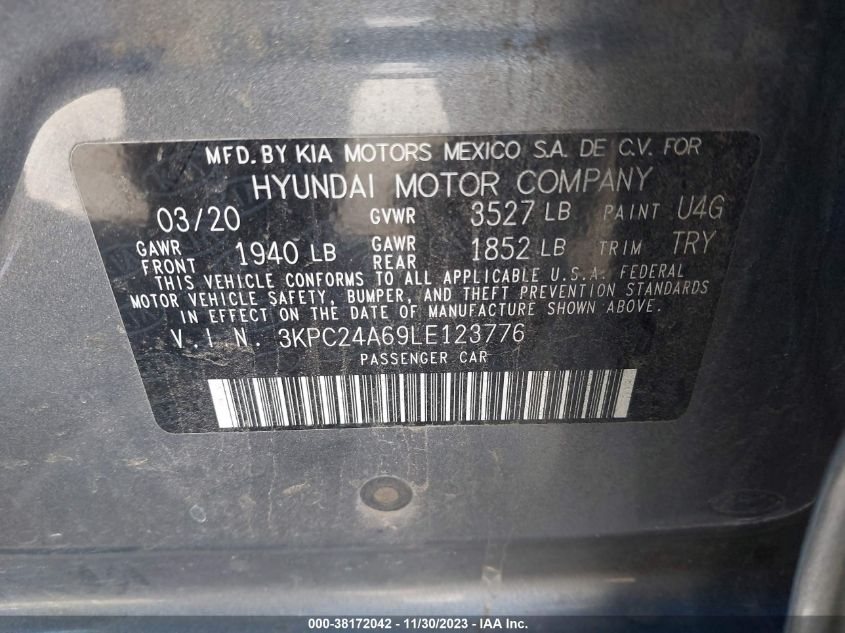 MFD. BY KIA MOTORS MEXICO S.A. DE C.V. FOR
HYUNDAI MOTOR COMPANY
03/20 GVWR 3527 LB PAINT U4G
GAWR FRONT 1940 LB GAWR REAR 1852 LB TRIM TRY
THIS VEHICLE CONFORMS TO ALL APPLICABLE U.S.A. FEDERAL
MOTOR VEHICLE SAFETY, BUMPER, AND THEFT PREVENTION STANDARDS
IN EFFECT ON THE DATE OF MANUFACTURE SHOWN ABOVE.
V. I. N. 3KPC24A69LE123776
PASSENGER CAR
000-38172042 - 11/30/2023 - IAA Inc.